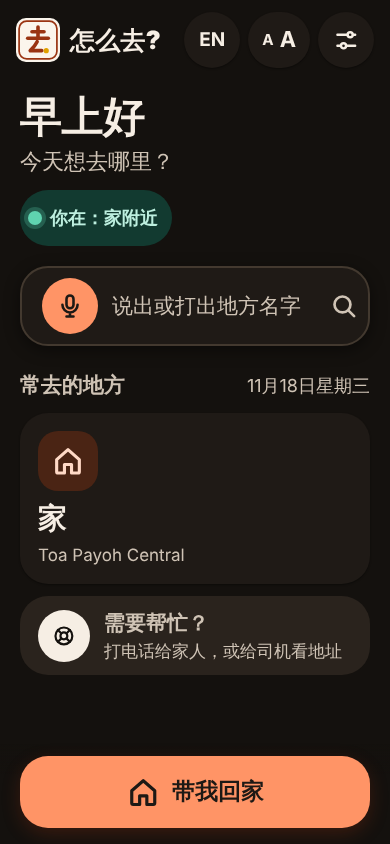 去 怎么去? EN A A
早上好
今天想去哪里？
你在：家附近
说出或打出地方名字
常去的地方 11月18日星期三
家
Toa Payoh Central
需要帮忙？
打电话给家人，或给司机看地址
带我回家